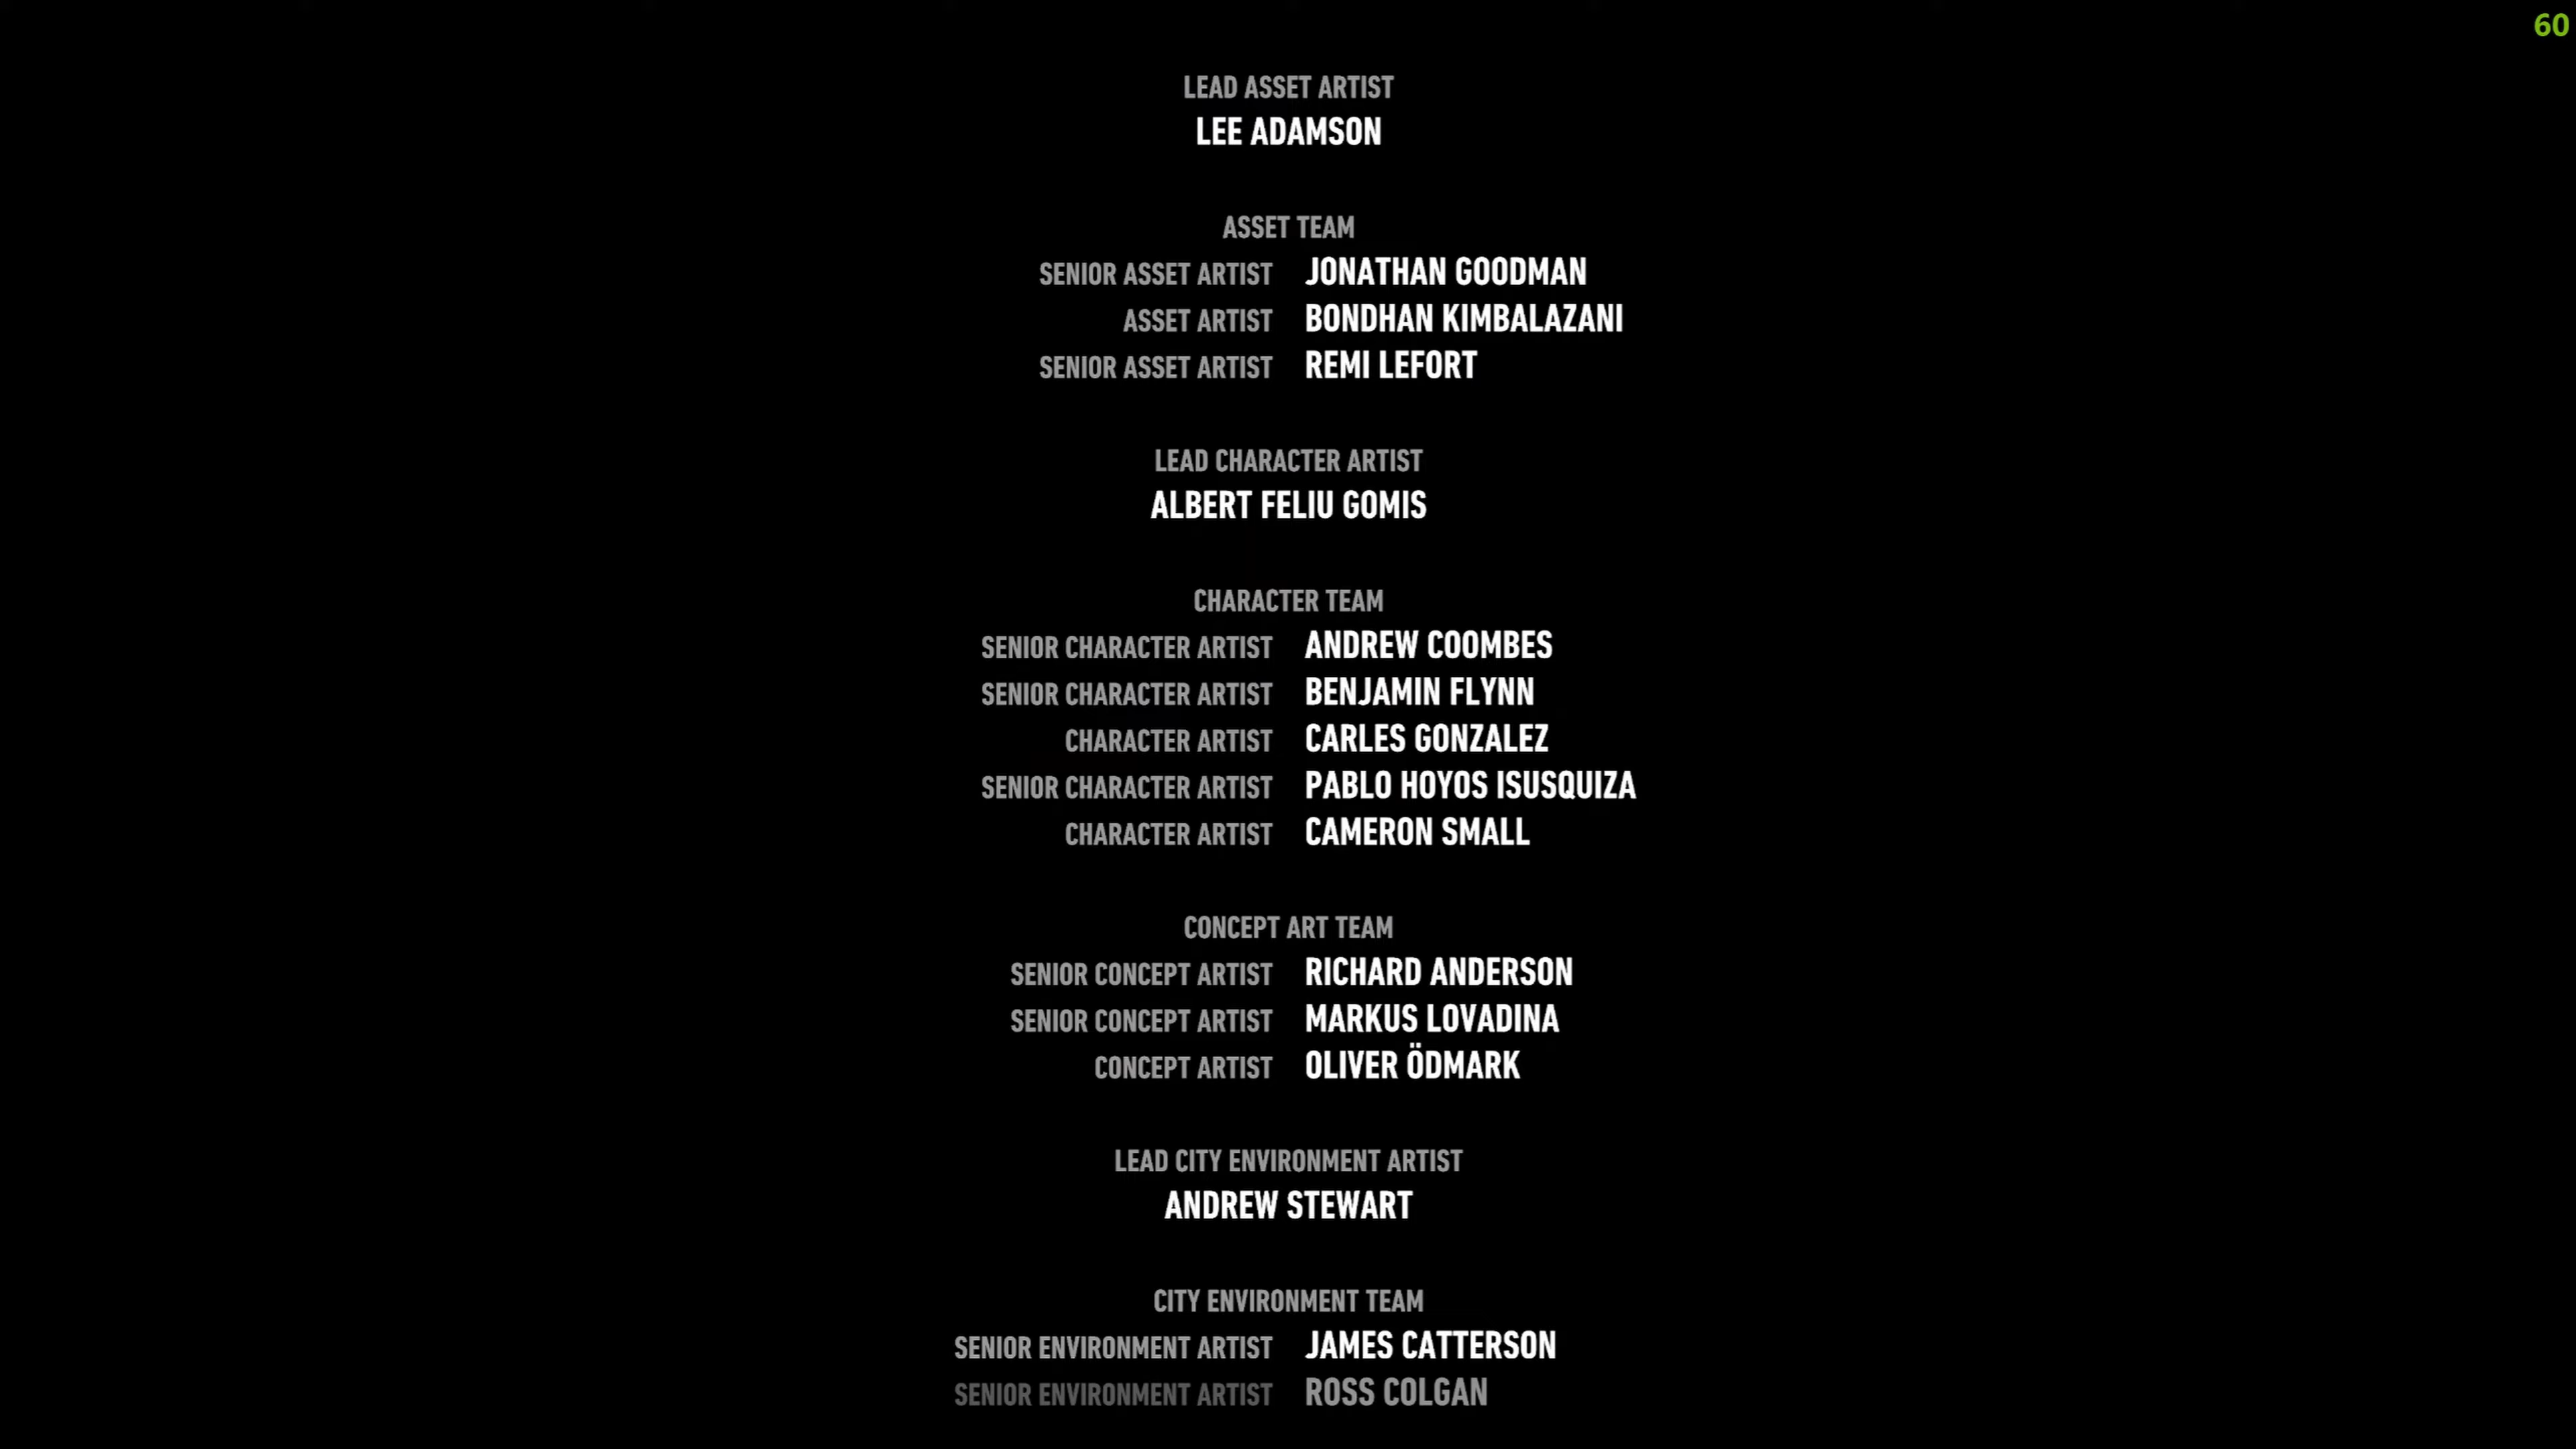 60
LEAD ASSET ARTIST
LEE ADAMSON
ASSET TEAM
SENIOR ASSET ARTIST JONATHAN GOODMAN
ASSET ARTIST BONDHAN KIMBALAZANI
SENIOR ASSET ARTIST REMI LEFORT
LEAD CHARACTER ARTIST
ALBERT FELIU GOMIS
CHARACTER TEAM
SENIOR CHARACTER ARTIST ANDREW COOMBES
SENIOR CHARACTER ARTIST BENJAMIN FLYNN
CHARACTER ARTIST CARLES GONZALEZ
SENIOR CHARACTER ARTIST PABLO HOYOS ISUSQUIZA
CHARACTER ARTIST CAMERON SMALL
CONCEPT ART TEAM
SENIOR CONCEPT ARTIST RICHARD ANDERSON
SENIOR CONCEPT ARTIST MARKUS LOVADINA
CONCEPT ARTIST OLIVER ÖDMARK
LEAD CITY ENVIRONMENT ARTIST
ANDREW STEWART
CITY ENVIRONMENT TEAM
SENIOR ENVIRONMENT ARTIST JAMES CATTERSON
SENIOR ENVIRONMENT ARTIST ROSS COLGAN